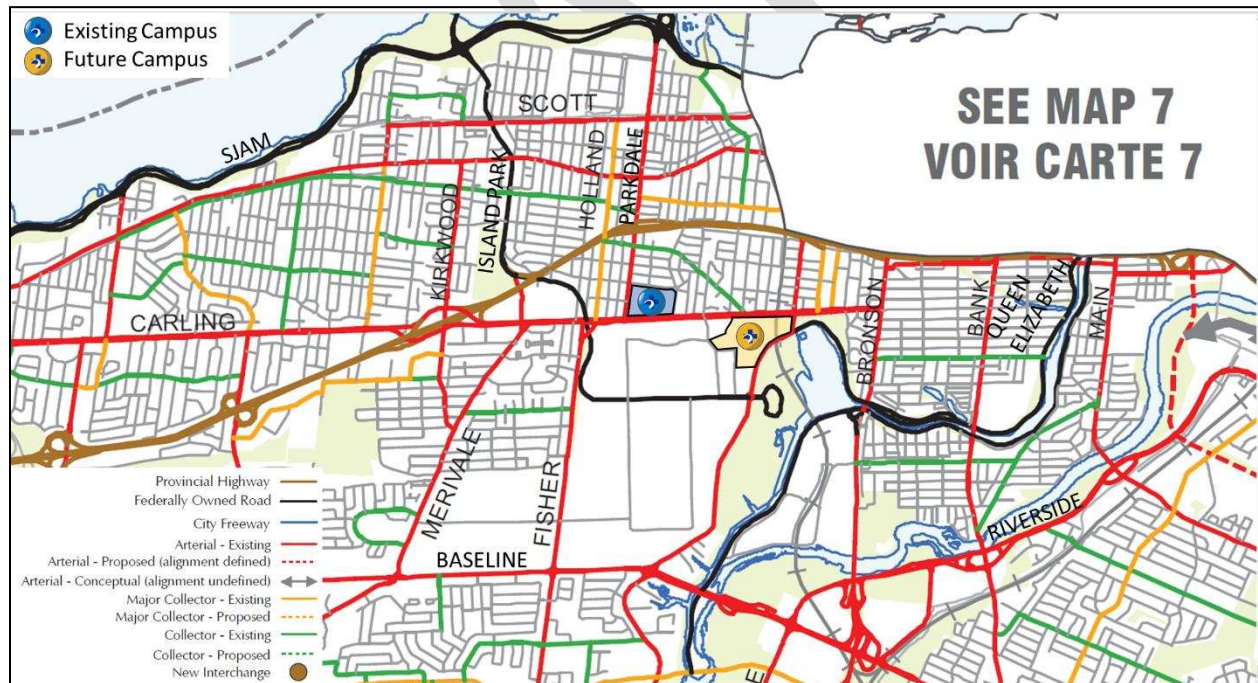 Existing Campus
Future Campus
SEE MAP 7
VOIR CARTE 7
SCOTT
SJAM
ISLAND PARK
HOLLAND
PARKDALE
KIRKWOOD
CARLING
BRONSON
BANK
QUEEN
ELIZABETH
MAIN
MERIVALE
FISHER
BASELINE
RIVERSIDE
Provincial Highway
Federally Owned Road
City Freeway
Arterial - Existing
Arterial - Proposed (alignment defined)
Arterial - Conceptual (alignment undefined)
Major Collector - Existing
Major Collector - Proposed
Collector - Existing
Collector - Proposed
New Interchange